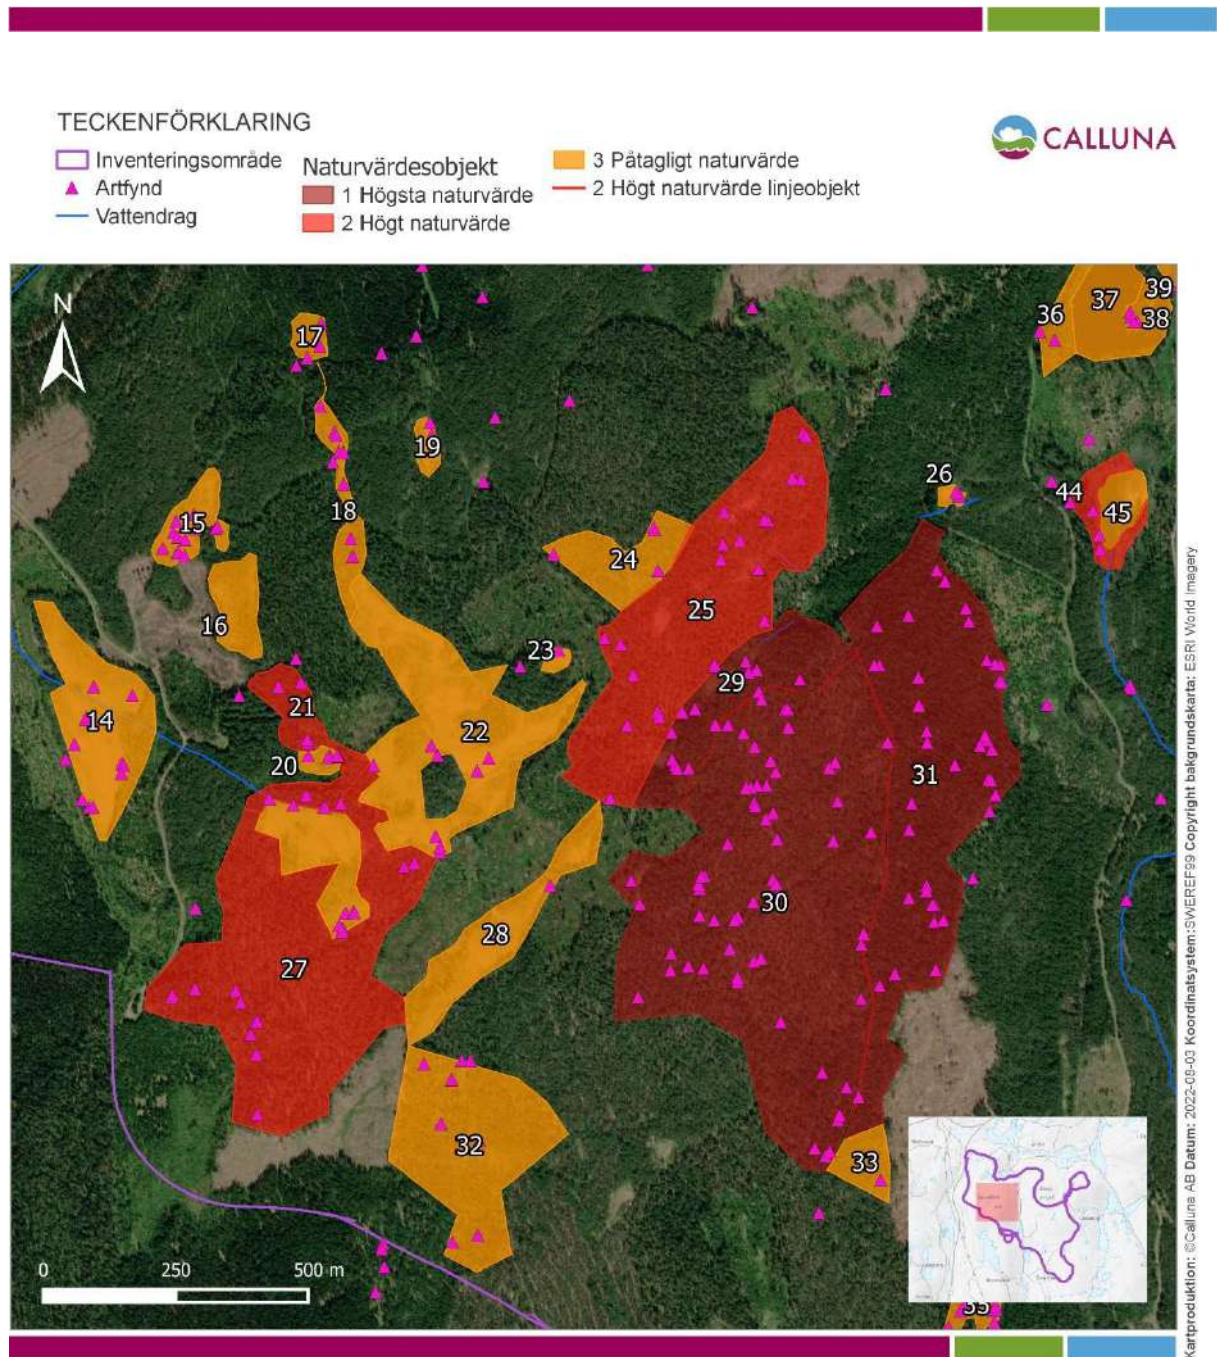 TECKENFÖRKLARING
Inventeringsområde
Artfynd
Vattendrag
Naturvärdesobjekt
1 Högsta naturvärde
2 Högt naturvärde
3 Påtagligt naturvärde
2 Högt naturvärde linjeobjekt
CALLUNA
N
17
36
37
39
38
19
18
15
26
44
45
24
16
25
23
21
14
29
22
20
31
30
28
27
32
33
55
0
250
500 m
Kartproduktion: ©Calluna AB Datum: 2022-08-03 Koordinatsystem:SWEREF99 Copyright bakgrundskarta: ESRI World Imagery